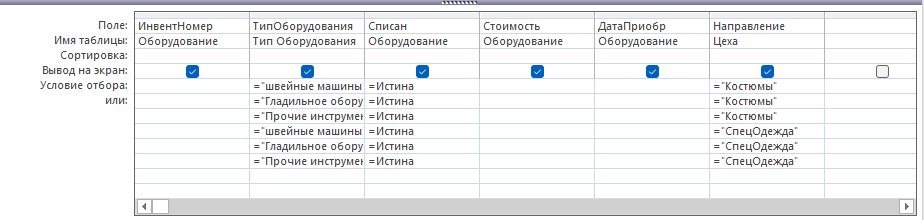 Поле: ИнвентНомер ТипОборудования Списан Стоимость ДатаПриобр Направление
Имя таблицы: Оборудование Тип Оборудования Оборудование Оборудование Оборудование Цеха
Сортировка:
Вывод на экран:
Условие отбора: ="швейные машины =Истина ="Костюмы"
или: ="Гладильное обору =Истина ="Костюмы"
="Прочие инструмен =Истина ="Костюмы"
="швейные машины =Истина ="СпецОдежда"
="Гладильное обору =Истина ="СпецОдежда"
="Прочие инструмен =Истина ="СпецОдежда"